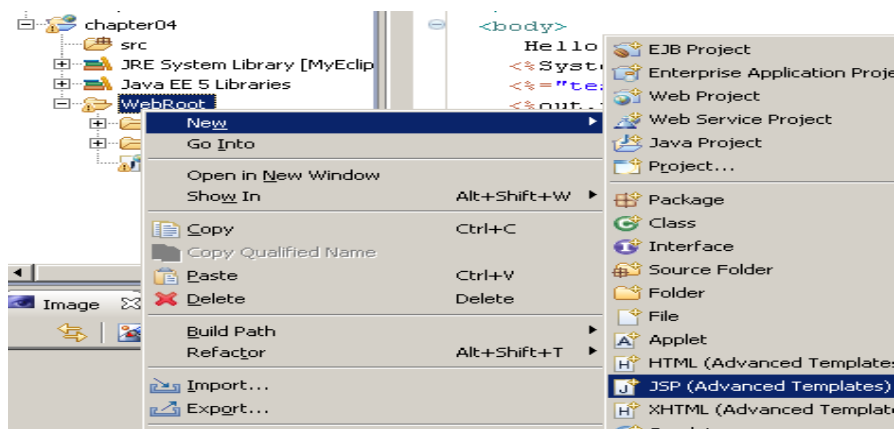 chapter04
src
JRE System Library [MyEclip
Java EE 5 Libraries
WebRoot
<body>
Hello
<%Syst
<%="te
<%out.
New
Go Into
Open in New Window
Show In Alt+Shift+W
Copy Ctrl+C
Copy Qualified Name
Paste Ctrl+V
Delete Delete
Build Path
Refactor Alt+Shift+T
Import...
Export...
EJB Project
Enterprise Application Proje
Web Project
Web Service Project
Java Project
Project...
Package
Class
Interface
Source Folder
Folder
File
Applet
HTML (Advanced Templates
JSP (Advanced Templates)
XHTML (Advanced Templat
Image